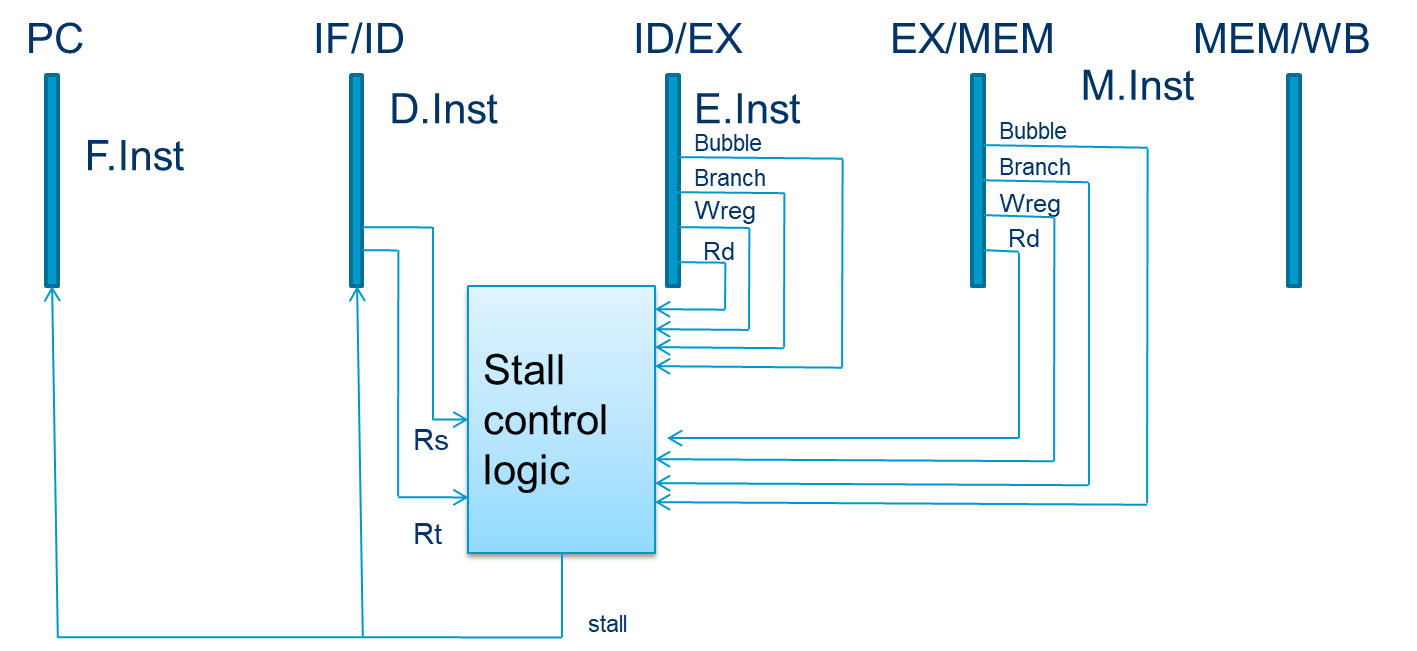 PC
IF/ID
ID/EX
EX/MEM
MEM/WB
F.Inst
D.Inst
E.Inst
M.Inst
Bubble
Branch
Wreg
Rd
Bubble
Branch
Wreg
Rd
Stall
control
logic
Rs
Rt
stall